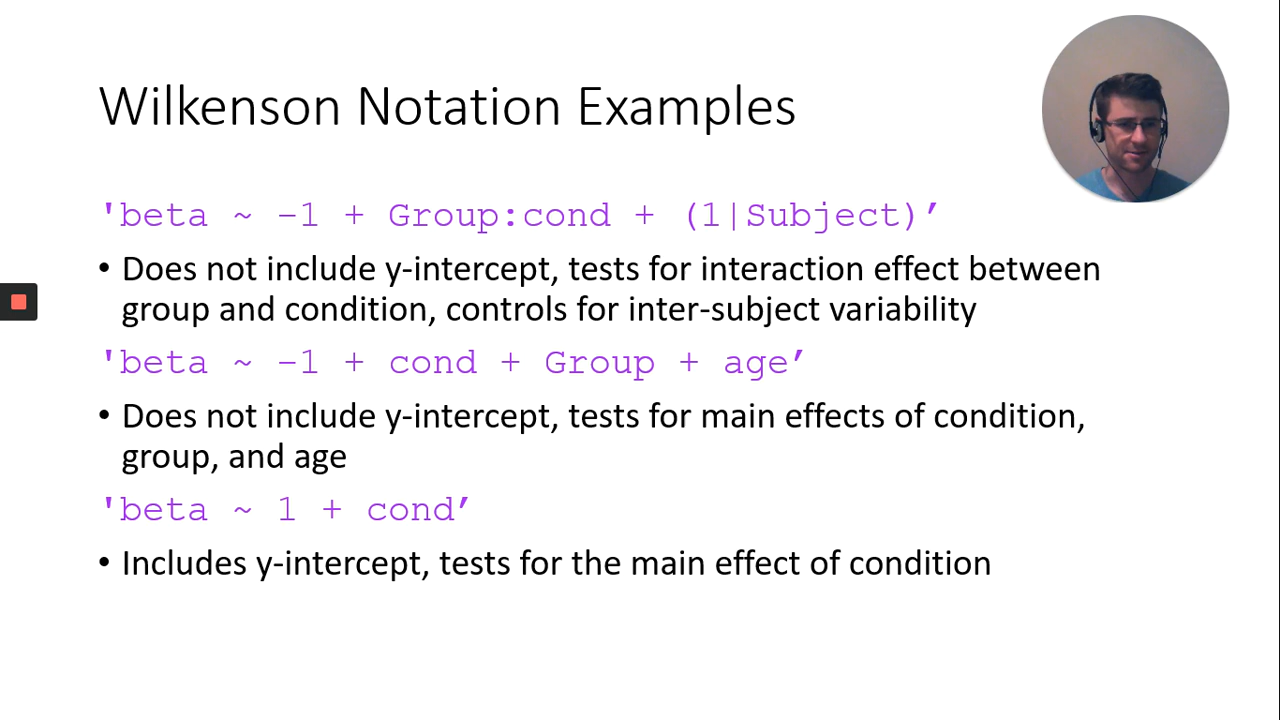 Wilkenson Notation Examples
'beta ~ -1 + Group:cond + (1|Subject)’
• Does not include y-intercept, tests for interaction effect between
group and condition, controls for inter-subject variability
'beta ~ -1 + cond + Group + age’
• Does not include y-intercept, tests for main effects of condition,
group, and age
'beta ~ 1 + cond’
• Includes y-intercept, tests for the main effect of condition